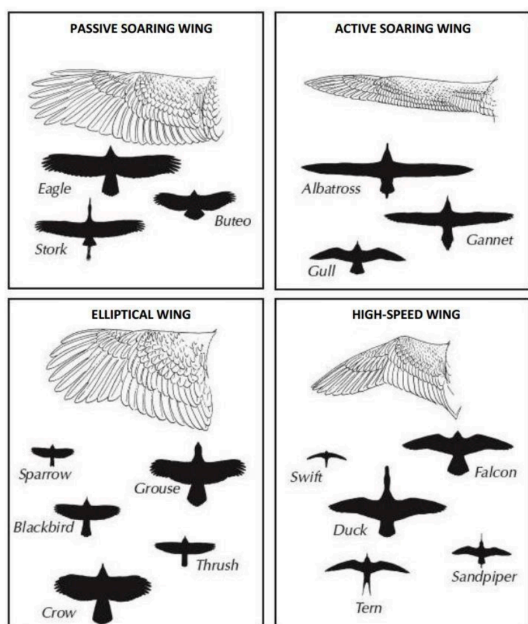 PASSIVE SOARING WING
Eagle
Buteo
Stork
ACTIVE SOARING WING
Albatross
Gannet
Gull
ELLIPTICAL WING
Sparrow
Grouse
Blackbird
Thrush
Crow
HIGH-SPEED WING
Swift
Falcon
Duck
Sandpiper
Tern